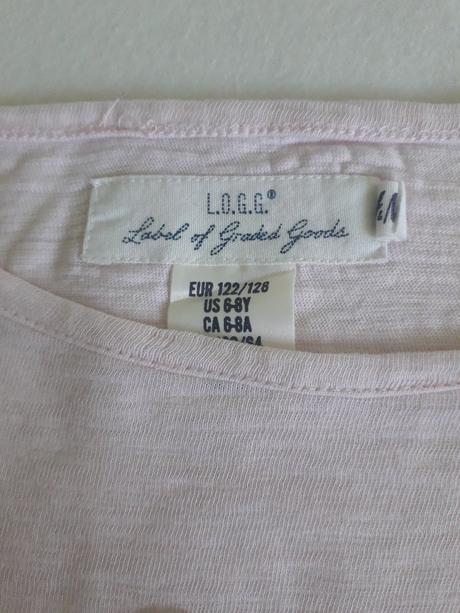 L.O.G.G.®
Label of Graded Goods
EUR 122/128
US 6-8Y
CA 6-8A